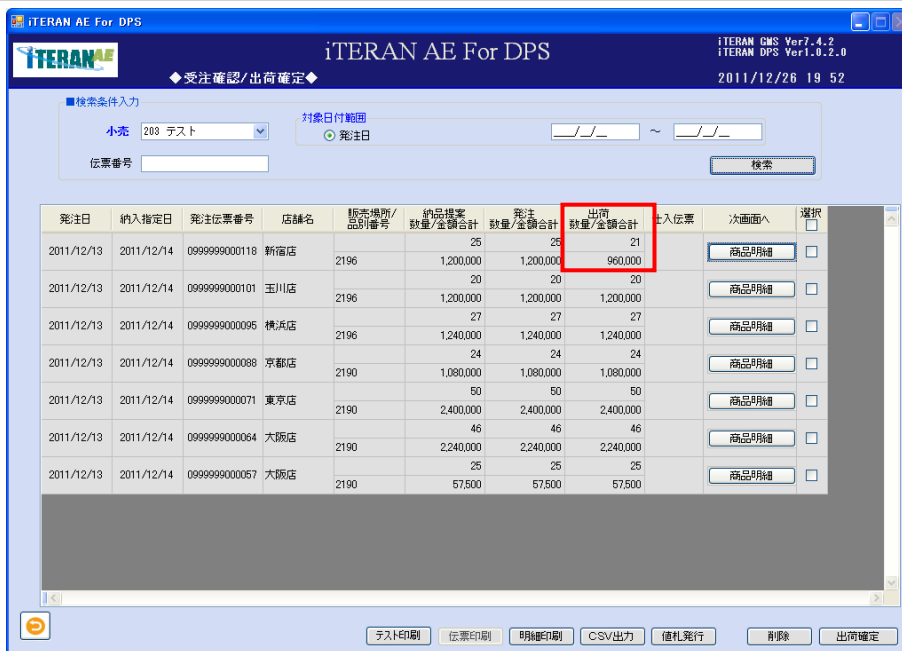 iTERAN AE For DPS
iTERAN AE
iTERAN AE For DPS
iTERAN GMS Ver7.4.2
iTERAN DPS Ver1.0.2.0
◆受注確認/出荷確定◆
2011/12/26 19 52
■検索条件入力
小売 203 テスト
対象日付範囲
発注日 __/_/_ ~ __/_/_
伝票番号
検索
発注日 納入指定日 発注伝票番号 店舗名 販売場所/品別番号 納品提案数量/金額合計 発注数量/金額合計 出荷数量/金額合計 仕入伝票 次画面へ 選択
2011/12/13 2011/12/14 0999999000118 新宿店 25 25 21 商品明細
2196 1,200,000 1,200,000 960,000
2011/12/13 2011/12/14 0999999000101 玉川店 20 20 20 商品明細
2196 1,200,000 1,200,000 1,200,000
2011/12/13 2011/12/14 0999999000095 横浜店 27 27 27 商品明細
2196 1,240,000 1,240,000 1,240,000
2011/12/13 2011/12/14 0999999000088 京都店 24 24 24 商品明細
2190 1,080,000 1,080,000 1,080,000
2011/12/13 2011/12/14 0999999000071 東京店 50 50 50 商品明細
2190 2,400,000 2,400,000 2,400,000
2011/12/13 2011/12/14 0999999000064 大阪店 46 46 46 商品明細
2190 2,240,000 2,240,000 2,240,000
2011/12/13 2011/12/14 0999999000057 大阪店 25 25 25 商品明細
2190 57,500 57,500 57,500
テスト印刷 伝票印刷 明細印刷 CSV出力 値札発行 削除 出荷確定